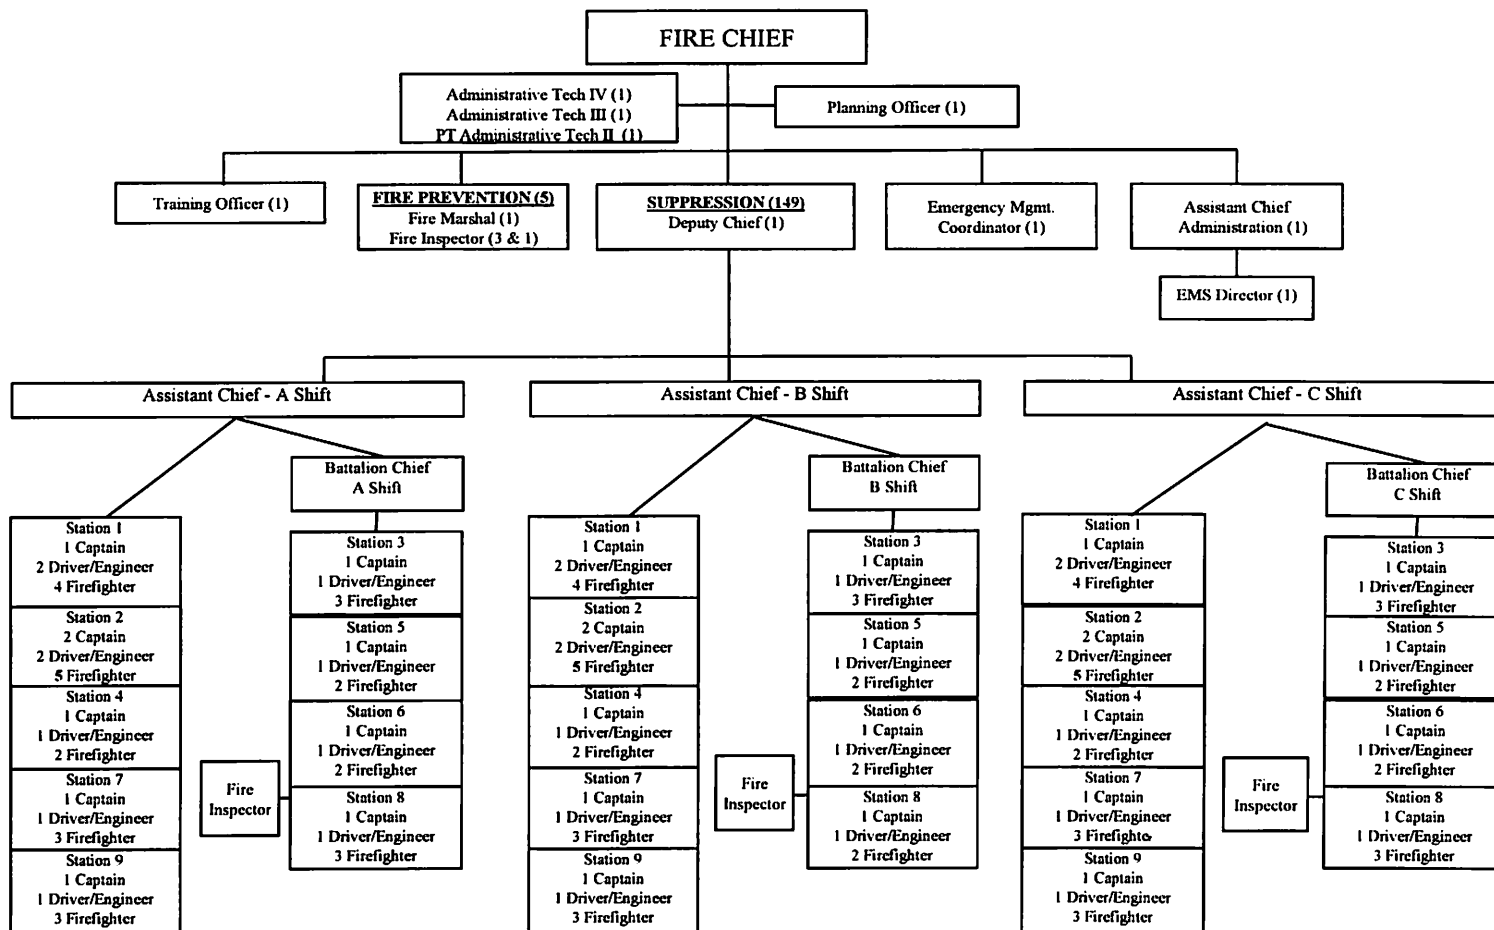 FIRE CHIEF
Administrative Tech IV (1)
Administrative Tech III (1)
PT Administrative Tech II (1)
Planning Officer (1)
Training Officer (1)
FIRE PREVENTION (5)
Fire Marshal (1)
Fire Inspector (3 & 1)
SUPPRESSION (149)
Deputy Chief (1)
Emergency Mgmt.
Coordinator (1)
Assistant Chief
Administration (1)
EMS Director (1)
Assistant Chief - A Shift
Battalion Chief
A Shift
Station 1
1 Captain
2 Driver/Engineer
4 Firefighter
Station 2
2 Captain
2 Driver/Engineer
5 Firefighter
Station 4
1 Captain
1 Driver/Engineer
2 Firefighter
Station 7
1 Captain
1 Driver/Engineer
3 Firefighter
Station 9
1 Captain
1 Driver/Engineer
3 Firefighter
Station 3
1 Captain
1 Driver/Engineer
3 Firefighter
Station 5
1 Captain
1 Driver/Engineer
2 Firefighter
Station 6
1 Captain
1 Driver/Engineer
2 Firefighter
Station 8
1 Captain
1 Driver/Engineer
3 Firefighter
Fire
Inspector
Assistant Chief - B Shift
Battalion Chief
B Shift
Station 1
1 Captain
2 Driver/Engineer
4 Firefighter
Station 2
2 Captain
2 Driver/Engineer
5 Firefighter
Station 4
1 Captain
1 Driver/Engineer
2 Firefighter
Station 7
1 Captain
1 Driver/Engineer
3 Firefighter
Station 9
1 Captain
1 Driver/Engineer
3 Firefighter
Station 3
1 Captain
1 Driver/Engineer
3 Firefighter
Station 5
1 Captain
1 Driver/Engineer
2 Firefighter
Station 6
1 Captain
1 Driver/Engineer
2 Firefighter
Station 8
1 Captain
1 Driver/Engineer
2 Firefighter
Fire
Inspector
Assistant Chief - C Shift
Battalion Chief
C Shift
Station 1
1 Captain
2 Driver/Engineer
4 Firefighter
Station 2
2 Captain
2 Driver/Engineer
5 Firefighter
Station 4
1 Captain
1 Driver/Engineer
2 Firefighter
Station 7
1 Captain
1 Driver/Engineer
3 Firefighter
Station 9
1 Captain
1 Driver/Engineer
3 Firefighter
Station 3
1 Captain
1 Driver/Engineer
3 Firefighter
Station 5
1 Captain
1 Driver/Engineer
2 Firefighter
Station 6
1 Captain
1 Driver/Engineer
2 Firefighter
Station 8
1 Captain
1 Driver/Engineer
3 Firefighter
Fire
Inspector